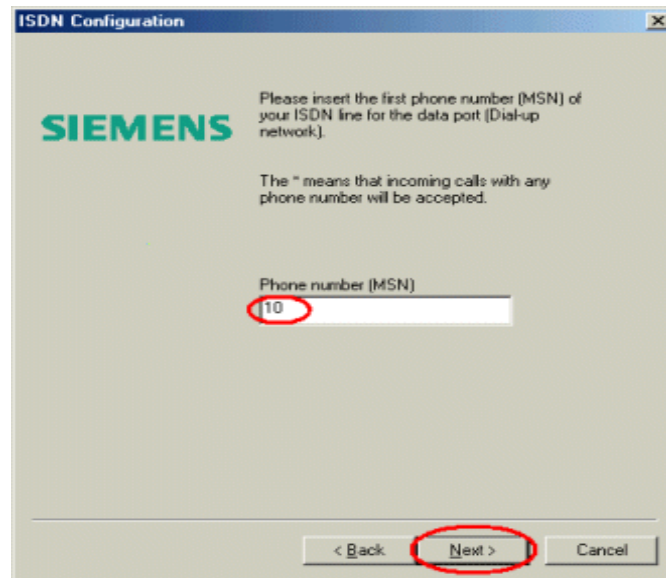 ISDN Configuration
Please insert the first phone number (MSN) of
your ISDN line for the data port (Dial-up
network).
SIEMENS
The * means that incoming calls with any
phone number will be accepted.
Phone number (MSN)
10
< Back
Next >
Cancel